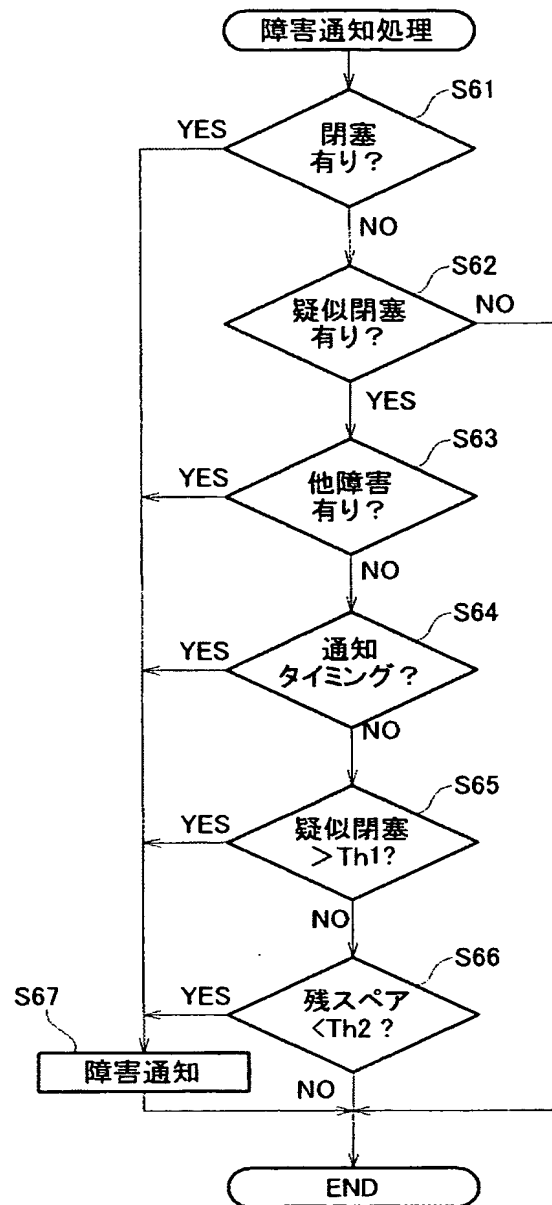 障害通知処理
S61
YES
閉塞
有り?
NO
S62
疑似閉塞
有り?
NO
YES
S63
YES
他障害
有り?
NO
S64
YES
通知
タイミング?
NO
S65
YES
疑似閉塞
>Th1?
NO
S66
YES
残スペア
<Th2?
S67
障害通知
NO
END